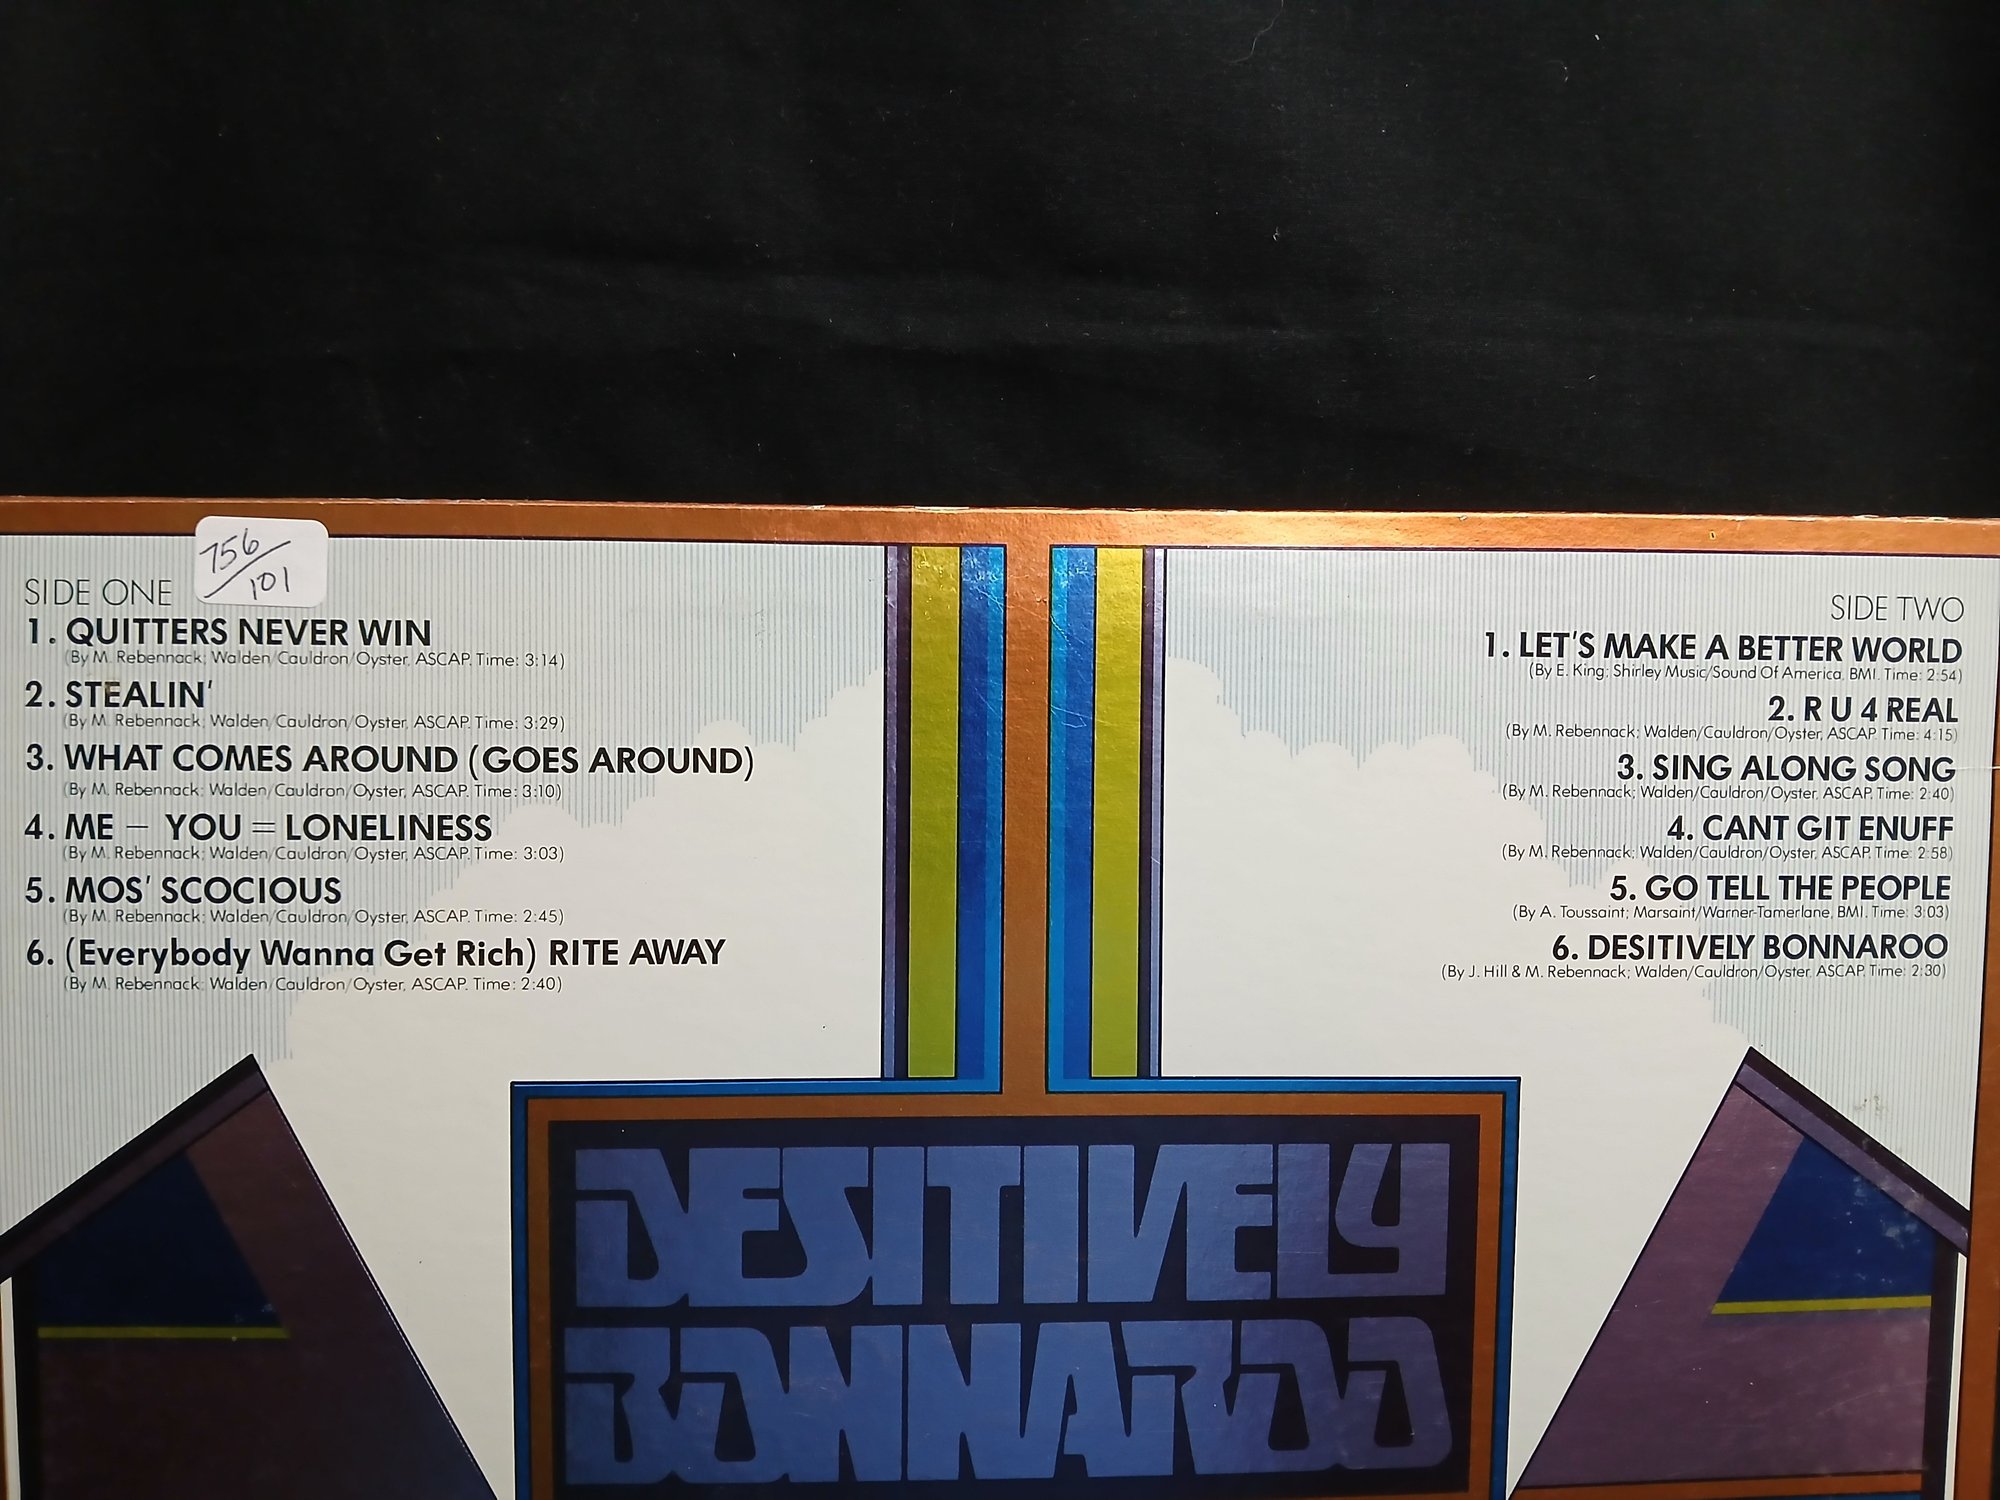 756/101
SIDE ONE
1. QUITTERS NEVER WIN
(By M. Rebennack; Walden/Cauldron/Oyster, ASCAP. Time: 3:14)
2. STEALIN'
(By M. Rebennack; Walden/Cauldron/Oyster, ASCAP. Time: 3:29)
3. WHAT COMES AROUND (GOES AROUND)
(By M. Rebennack; Walden/Cauldron/Oyster, ASCAP. Time: 3:10)
4. ME – YOU = LONELINESS
(By M. Rebennack; Walden/Cauldron/Oyster, ASCAP. Time: 3:03)
5. MOS' SCOCIOUS
(By M. Rebennack; Walden/Cauldron/Oyster, ASCAP. Time: 2:45)
6. (Everybody Wanna Get Rich) RITE AWAY
(By M. Rebennack; Walden/Cauldron/Oyster, ASCAP. Time: 2:40)
SIDE TWO
1. LET'S MAKE A BETTER WORLD
(By E. King; Shirley Music/Sound Of America, BMI. Time: 2:54)
2. R U 4 REAL
(By M. Rebennack; Walden/Cauldron/Oyster, ASCAP. Time: 4:15)
3. SING ALONG SONG
(By M. Rebennack; Walden/Cauldron/Oyster, ASCAP. Time: 2:40)
4. CANT GIT ENUFF
(By M. Rebennack; Walden/Cauldron/Oyster, ASCAP. Time: 2:58)
5. GO TELL THE PEOPLE
(By A. Toussaint; Marsaint/Warner-Tamerlane, BMI. Time: 3:03)
6. DESITIVELY BONNAROO
(By J. Hill & M. Rebennack; Walden/Cauldron/Oyster, ASCAP. Time: 2:30)
DESITIVELY
BONNAROO